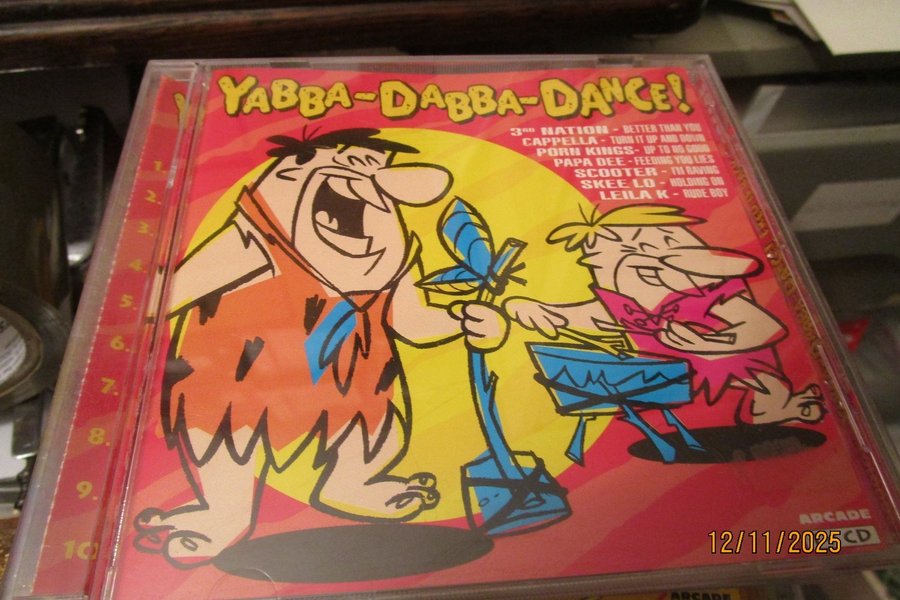 YABBA-DABBA-DANCE!
3RD NATION - BETTER THAN YOU
CAPPELLA - TURN IT UP AND DOWN
PORN KINGS - UP TO NO GOOD
PAPA DEE - FEEDING YOU LIES
SCOOTER - I'M RAVING
SKEE LO - HOLDING ON
LEILA K - RUDE BOY
1.
2.
3.
4.
5.
6.
7.
8.
9.
10
ARCADE
CD
12/11/2025
ARCADE